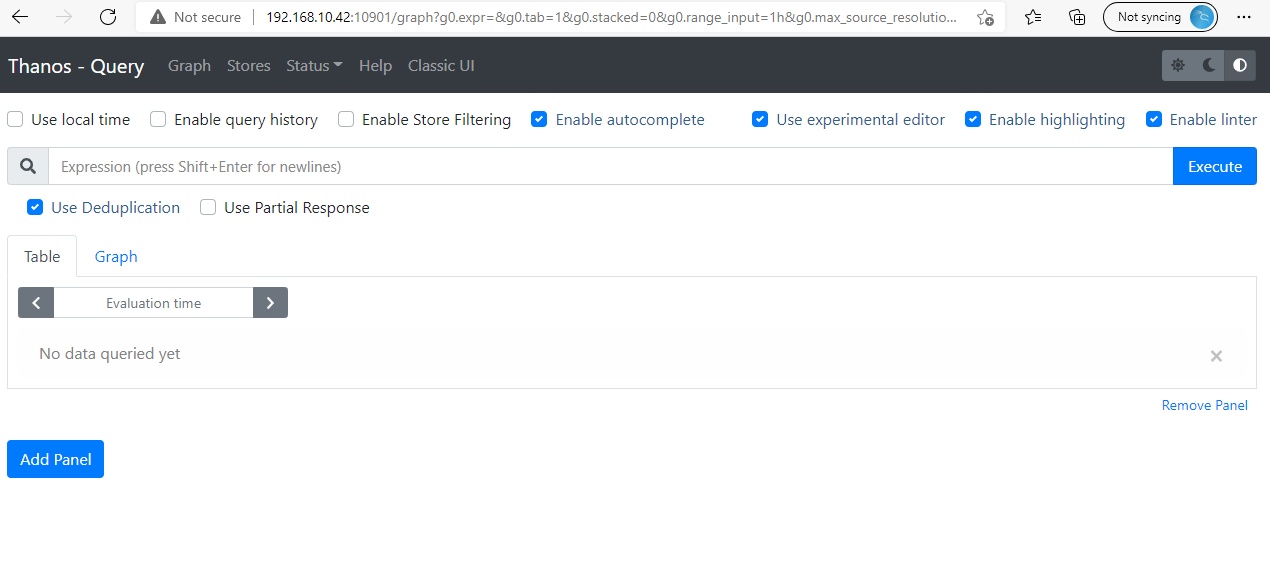 Not secure 192.168.10.42:10901/graph?g0.expr=&g0.tab=1&g0.stacked=0&g0.range_input=1h&g0.max_source_resolutio... Not syncing
Thanos - Query Graph Stores Status Help Classic UI
Use local time Enable query history Enable Store Filtering Enable autocomplete Use experimental editor Enable highlighting Enable linter
Expression (press Shift+Enter for newlines) Execute
Use Deduplication Use Partial Response
Table Graph
Evaluation time
No data queried yet
Remove Panel
Add Panel